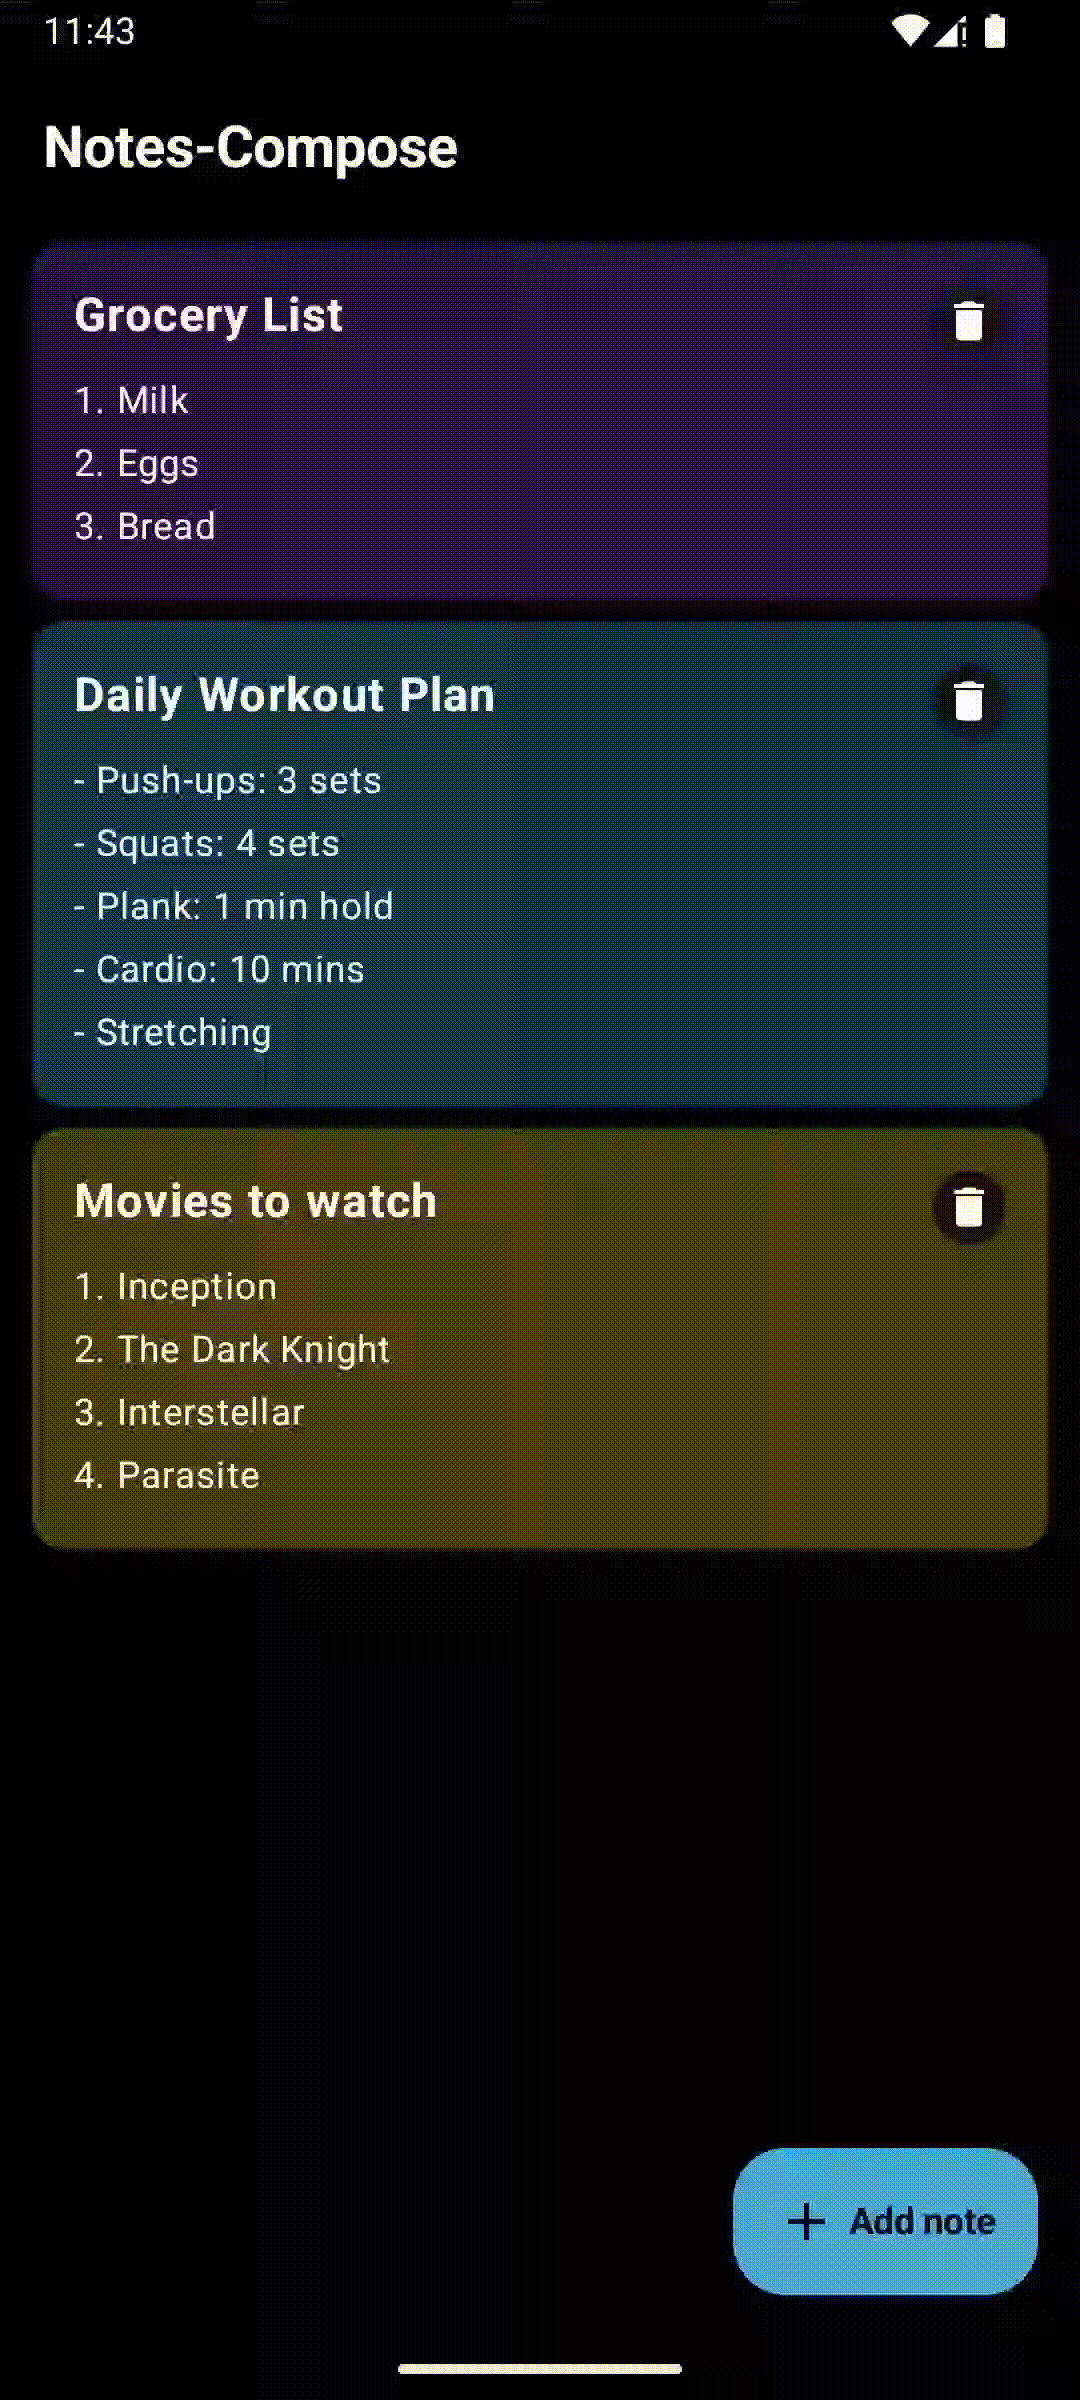 11:43
Notes-Compose
Grocery List
1. Milk
2. Eggs
3. Bread
Daily Workout Plan
- Push-ups: 3 sets
- Squats: 4 sets
- Plank: 1 min hold
- Cardio: 10 mins
- Stretching
Movies to watch
1. Inception
2. The Dark Knight
3. Interstellar
4. Parasite
Add note